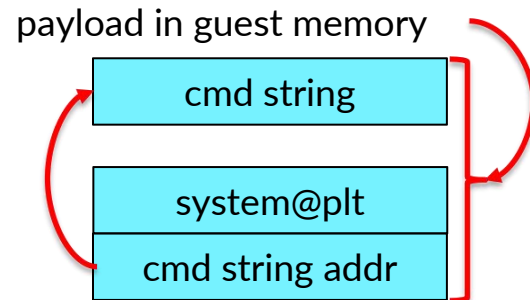 payload in guest memory
cmd string
system@plt
cmd string addr